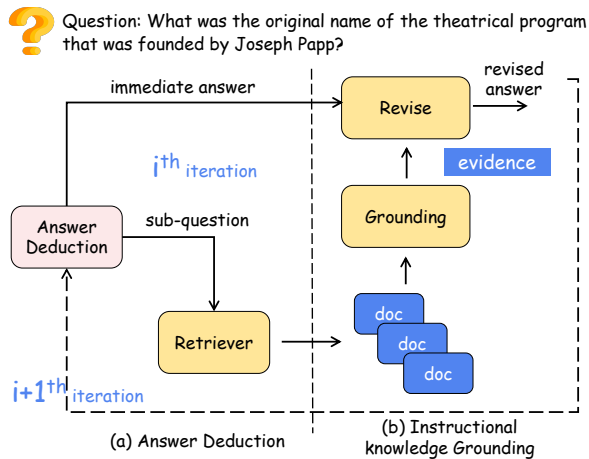 Question: What was the original name of the theatrical program
that was founded by Joseph Papp?
immediate answer
Revise
revised
answer
ith iteration
evidence
Answer
Deduction
sub-question
Grounding
Retriever
doc
doc
doc
i+1th iteration
(a) Answer Deduction
(b) Instructional
knowledge Grounding